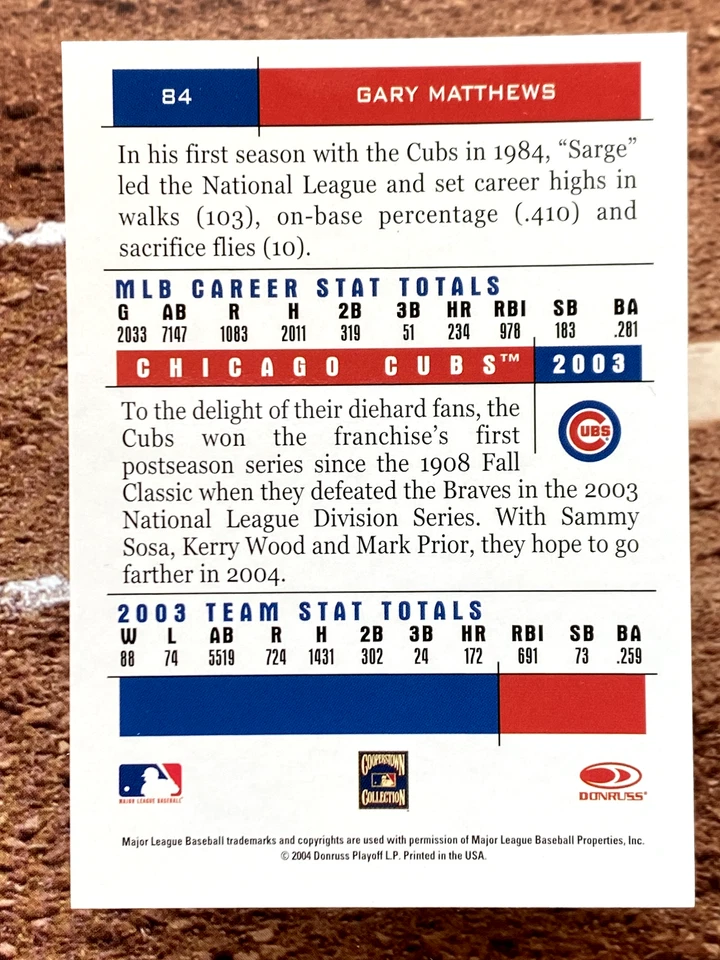 84 GARY MATTHEWS
In his first season with the Cubs in 1984, “Sarge”
led the National League and set career highs in
walks (103), on-base percentage (.410) and
sacrifice flies (10).
MLB CAREER STAT TOTALS
G AB R H 2B 3B HR RBI SB BA
2033 7147 1083 2011 319 51 234 978 183 .281
CHICAGO CUBS™ 2003
To the delight of their diehard fans, the
Cubs won the franchise’s first
postseason series since the 1908 Fall
Classic when they defeated the Braves in the 2003
National League Division Series. With Sammy
Sosa, Kerry Wood and Mark Prior, they hope to go
farther in 2004.
CUBS
2003 TEAM STAT TOTALS
W L AB R H 2B 3B HR RBI SB BA
88 74 5519 724 1431 302 24 172 691 73 .259
MAJOR LEAGUE BASEBALL
COOPERSTOWN
COLLECTION
DONRUSS
Major League Baseball trademarks and copyrights are used with permission of Major League Baseball Properties, Inc.
© 2004 Donruss Playoff L.P. Printed in the USA.